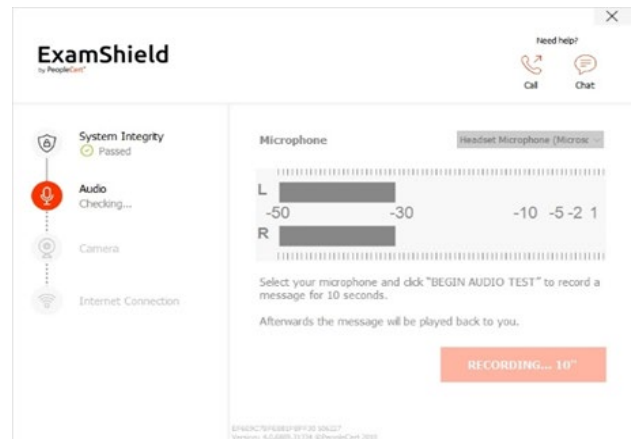 Need help?
ExamShield
by PeopleCert
Call
Chat
System Integrity
Passed
Microphone
Headset Microphone (Microsc
Audio
Checking...
L
-50 -30 -10 -5 -2 1
R
Camera
Select your microphone and click "BEGIN AUDIO TEST" to record a
message for 10 seconds.
Internet Connection
Afterwards the message will be played back to you.
RECORDING... 10"